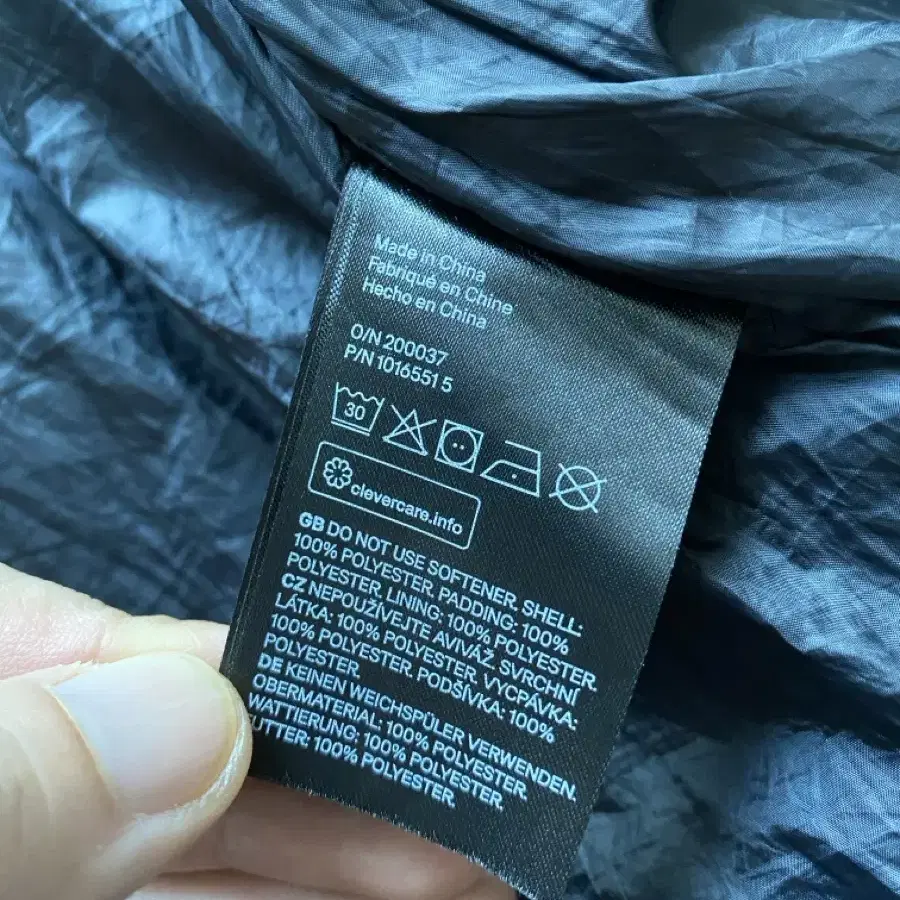 Made in China
Fabriqué en Chine
Hecho en China
O/N 200037
P/N 1016551 5
30
clevercare.info
GB DO NOT USE SOFTENER. SHELL:
100% POLYESTER. PADDING: 100%
POLYESTER. LINING: 100% POLYESTER.
CZ NEPOUŽÍVEJTE AVIVÁŽ. SVRCHNÍ
LÁTKA: 100% POLYESTER. VYCPÁVKA:
100% POLYESTER. PODŠÍVKA: 100%
POLYESTER.
DE KEINEN WEICHSPÜLER VERWENDEN.
OBERMATERIAL: 100% POLYESTER.
WATTIERUNG: 100% POLYESTER.
FUTTER: 100% POLYESTER.